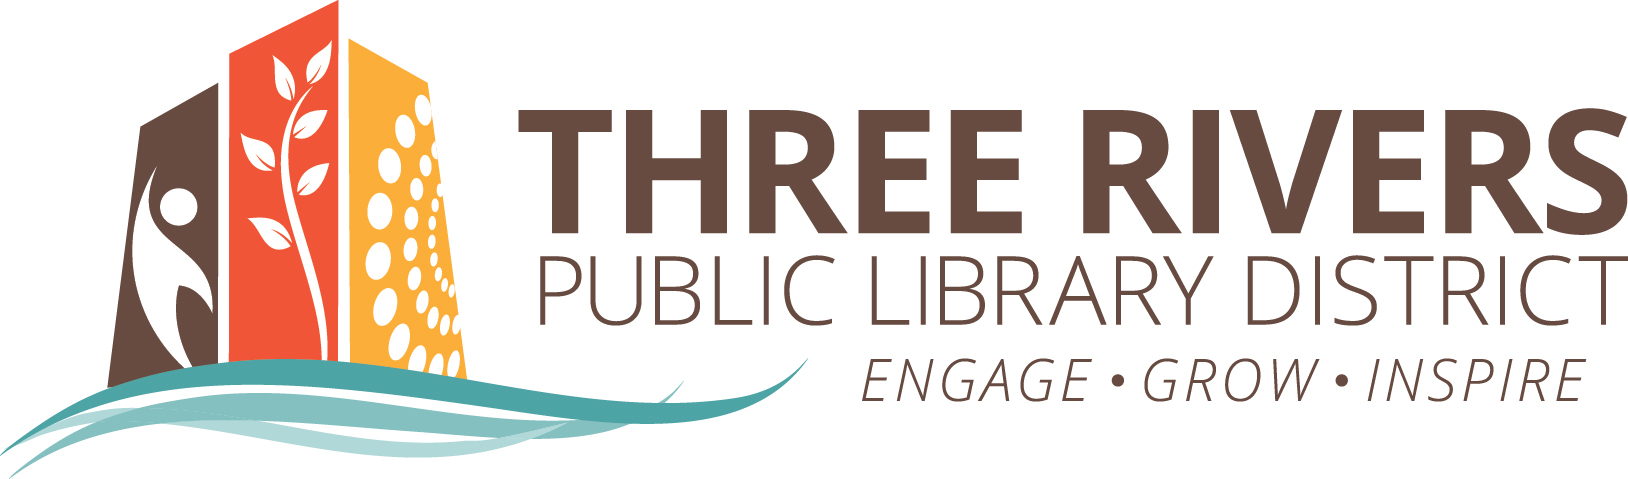 THREE RIVERS
PUBLIC LIBRARY DISTRICT
ENGAGE • GROW • INSPIRE